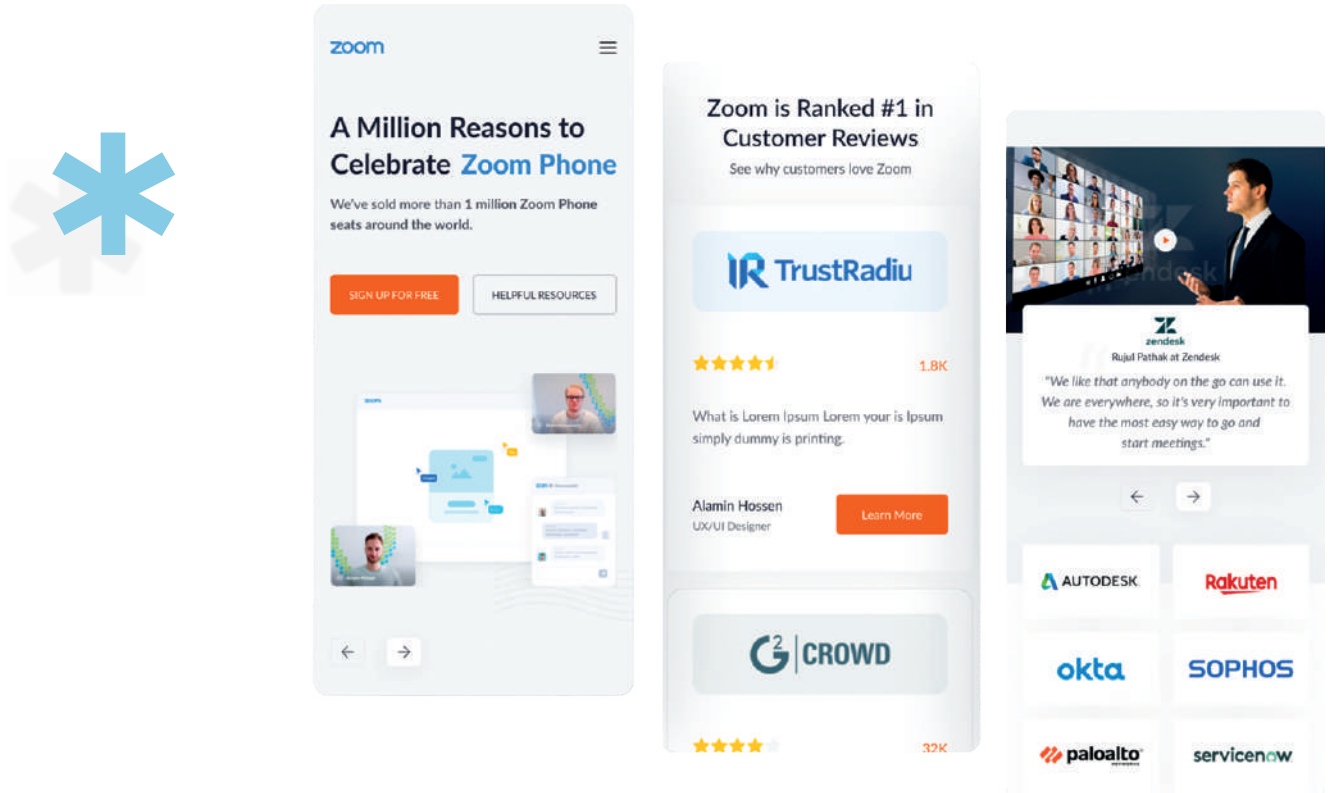 zoom
A Million Reasons to
Celebrate Zoom Phone
We've sold more than 1 million Zoom Phone
seats around the world.
SIGN UP FOR FREE
HELPFUL RESOURCES
zoom
Zoom is Ranked #1 in
Customer Reviews
See why customers love Zoom
TrustRadiu
1.8K
What is Lorem Ipsum Lorem your is Ipsum
simply dummy is printing.
Alamin Hossen
UX/UI Designer
Learn More
G2 CROWD
32K
zendesk
zendesk
Rujul Pathak at Zendesk
"We like that anybody on the go can use it.
We are everywhere, so it's very important to
have the most easy way to go and
start meetings."
AUTODESK
Rakuten
okta
SOPHOS
paloalto
NETWORKS
servicenow